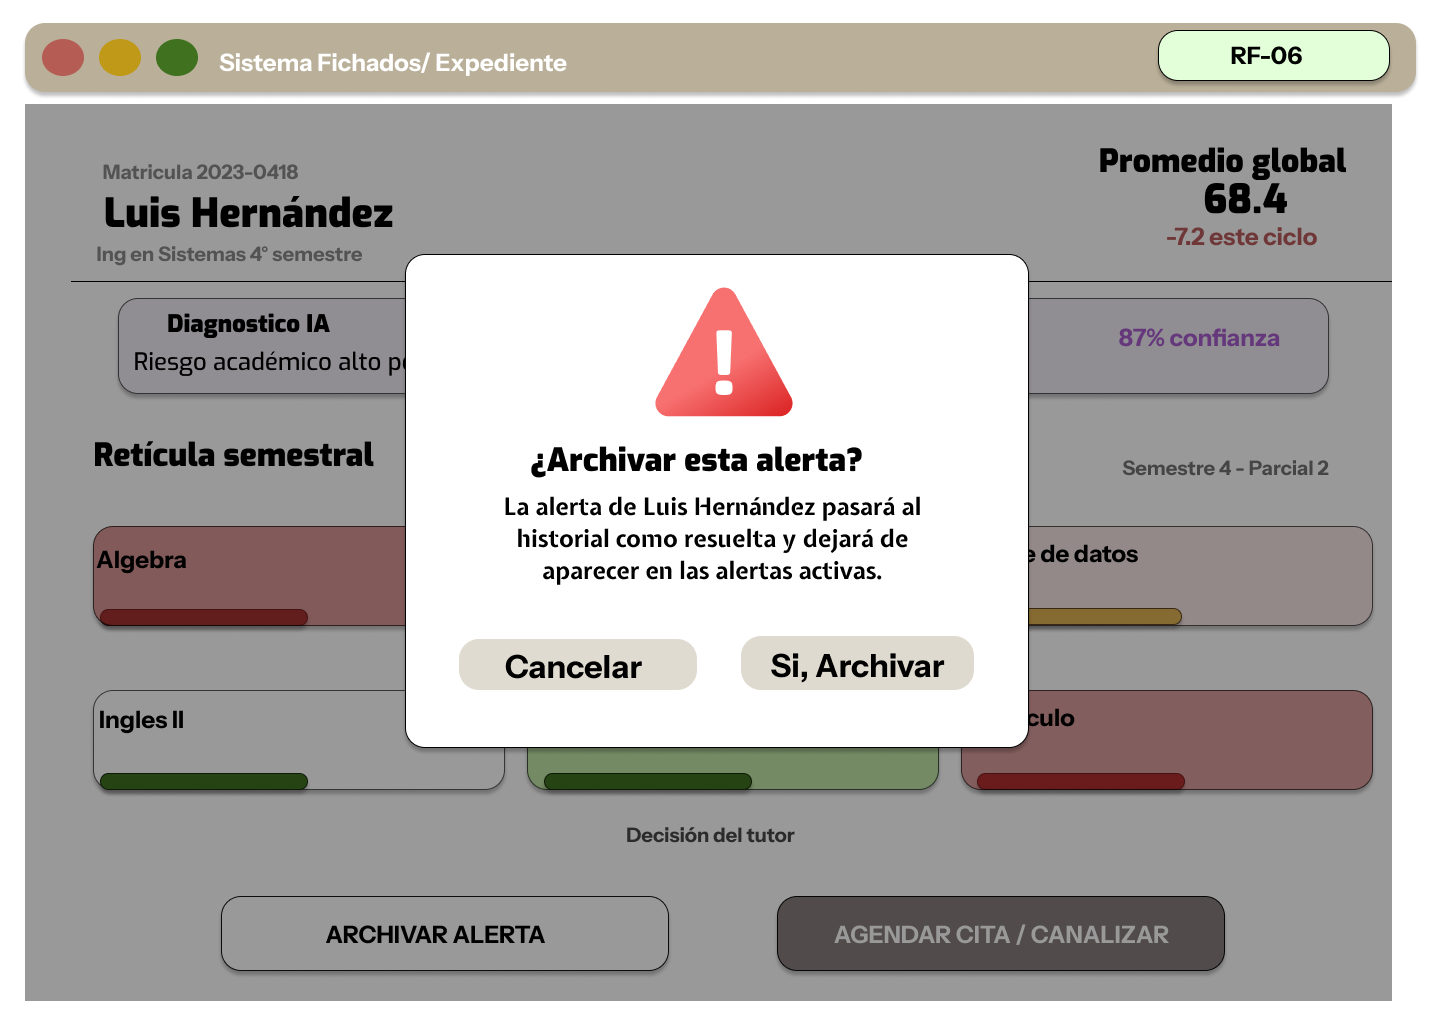 Sistema Fichados/ Expediente
RF-06
Matricula 2023-0418
Luis Hernández
Ing en Sistemas 4° semestre
Promedio global
68.4
-7.2 este ciclo
Diagnostico IA
Riesgo académico alto
87% confianza
Retícula semestral
Semestre 4 - Parcial 2
¿Archivar esta alerta?
La alerta de Luis Hernández pasará al
historial como resuelta y dejará de
aparecer en las alertas activas.
Cancelar
Si, Archivar
Algebra
de datos
Ingles II
Decisión del tutor
ARCHIVAR ALERTA
AGENDAR CITA / CANALIZAR